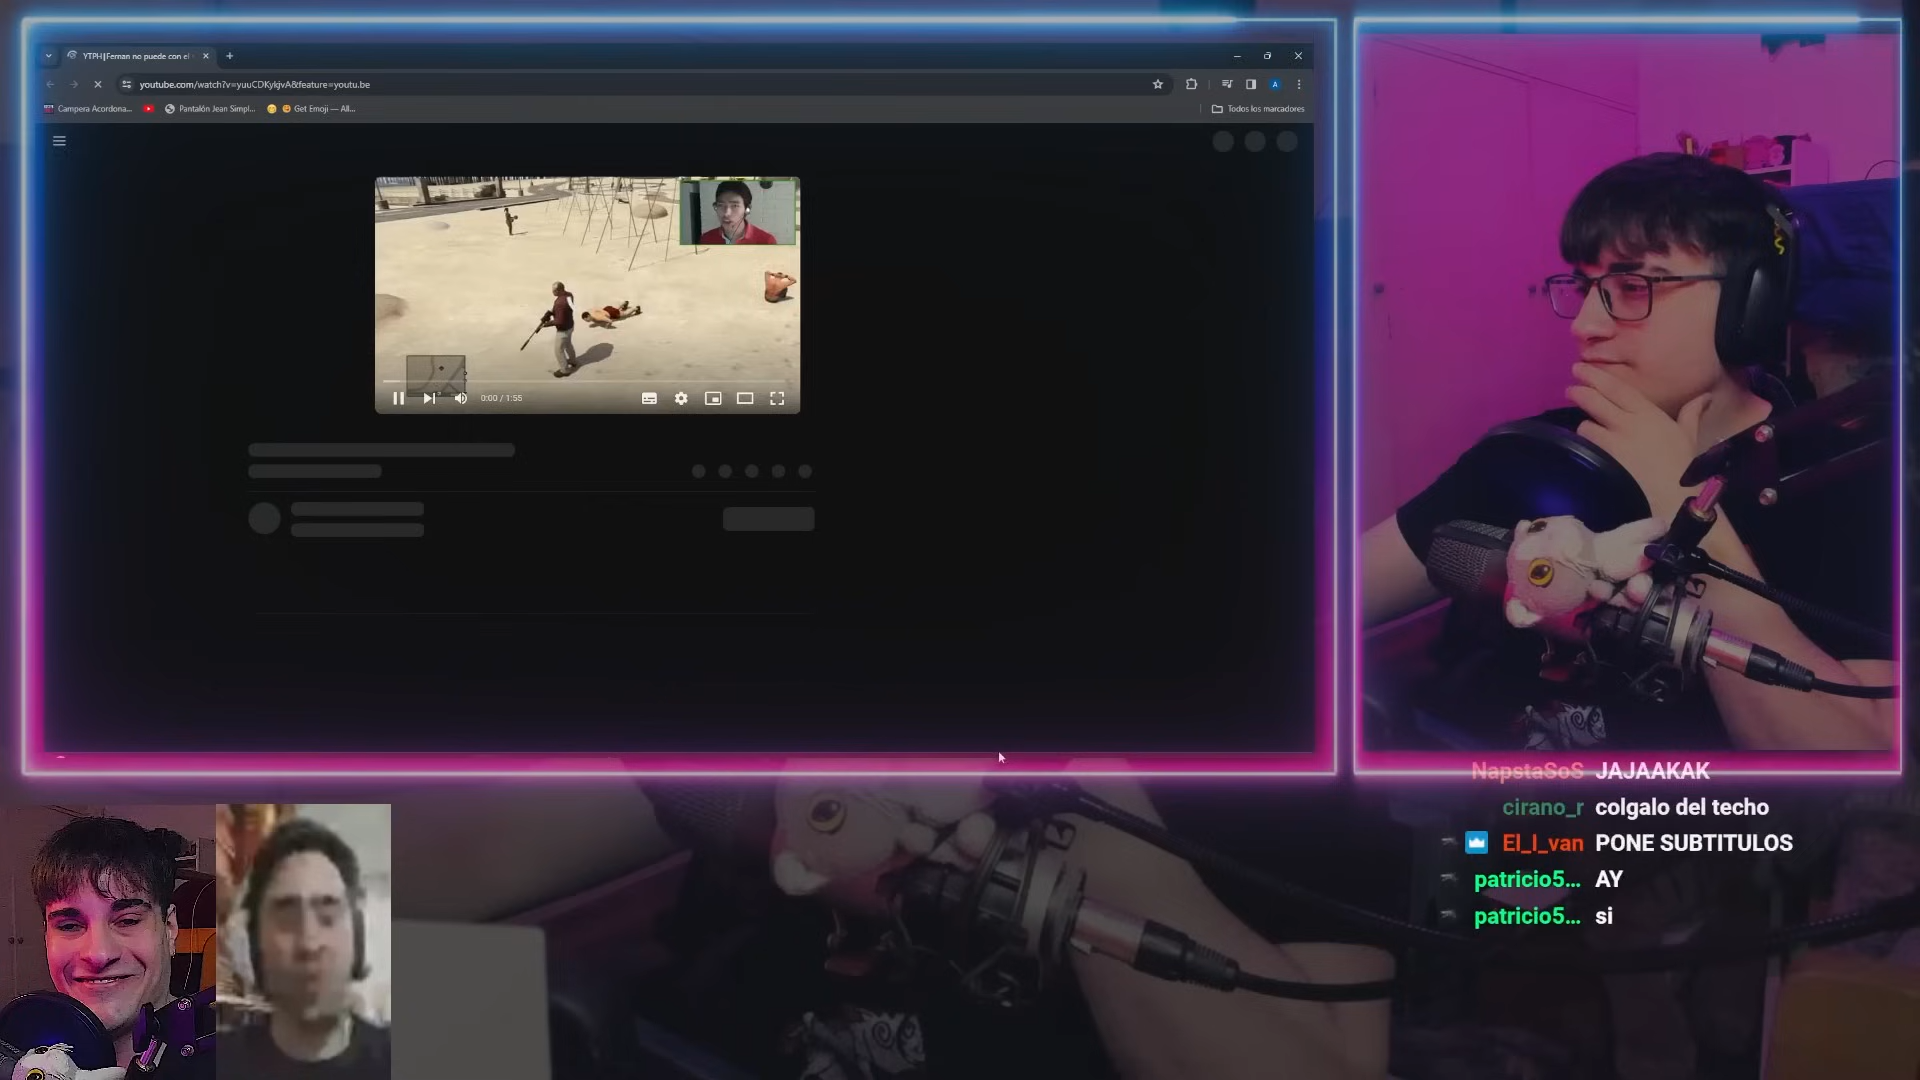 YTPH|Fernan no puede con el
youtube.com/watch?v=yuuCDKykjvA&feature=youtu.be
A
Campera Acordona...
Pantalón Jean Simpl...
Get Emoji — All...
Todos los marcadores
0:00 / 1:55
NapstaSoS JAJAAKAK
cirano_r colgalo del techo
El_I_van PONE SUBTITULOS
patricio5... AY
patricio5... si